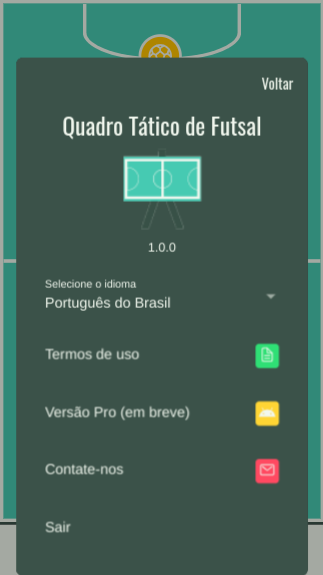 Voltar
Quadro Tático de Futsal
1.0.0
Selecione o idioma
Português do Brasil
Termos de uso
Versão Pro (em breve)
Contate-nos
Sair